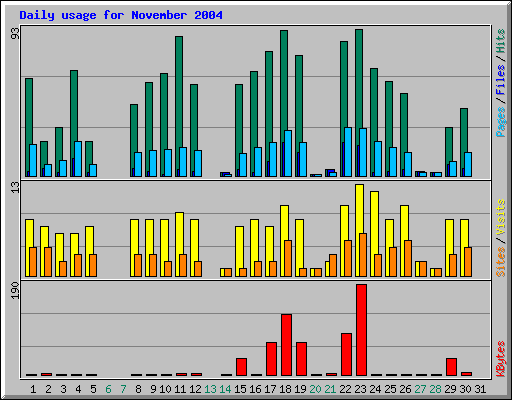 Daily usage for November 2004
93
Pages / Files / Hits
13
Sites / Visits
190
KBytes
1 2 3 4 5 6 7 8 9 10 11 12 13 14 15 16 17 18 19 20 21 22 23 24 25 26 27 28 29 30 31